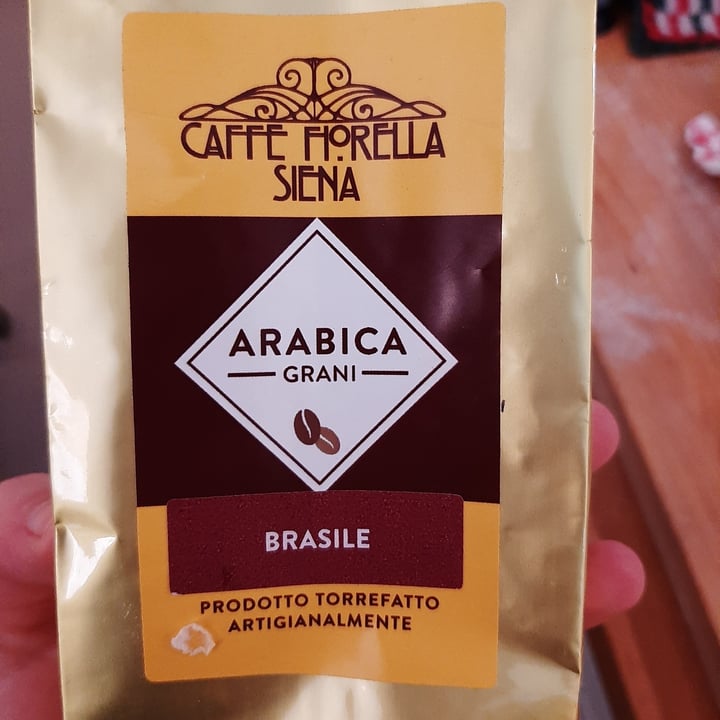 CAFFE FIORELLA
SIENA
ARABICA
GRANI
BRASILE
PRODOTTO TORREFATTO
ARTIGIANALMENTE